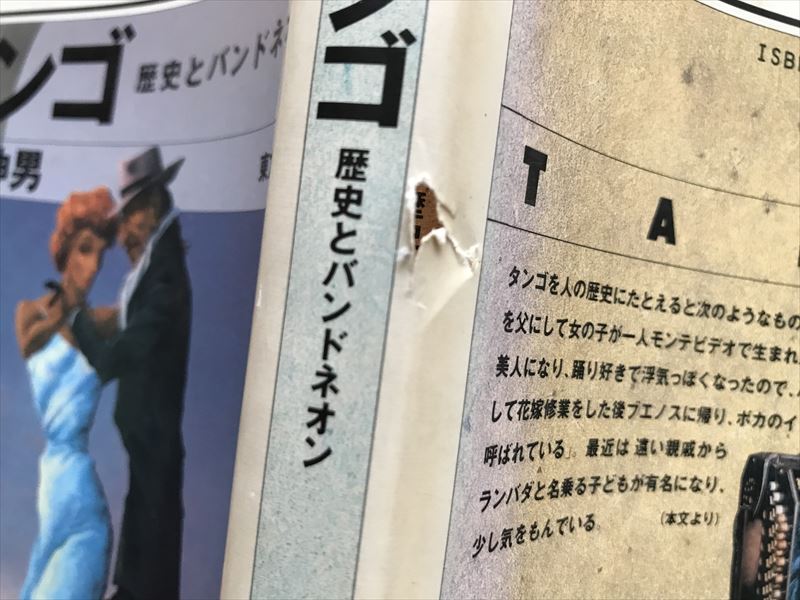 ンゴ
歴史とバンドネ
男
ンゴ
歴史とバンドネオン
ISB
T A
タンゴを人の歴史にたとえると次のようなもの
を父にして女の子が一人モンテビデオで生まれ
美人になり、踊り好きで浮気っぽくなったので、
して花嫁修業をした後ブエノスに帰り、ボカのイ
呼ばれている」。最近は遠い親戚から
ランバダと名乗る子どもが有名になり、
少し気をもんでいる。
(本文より)